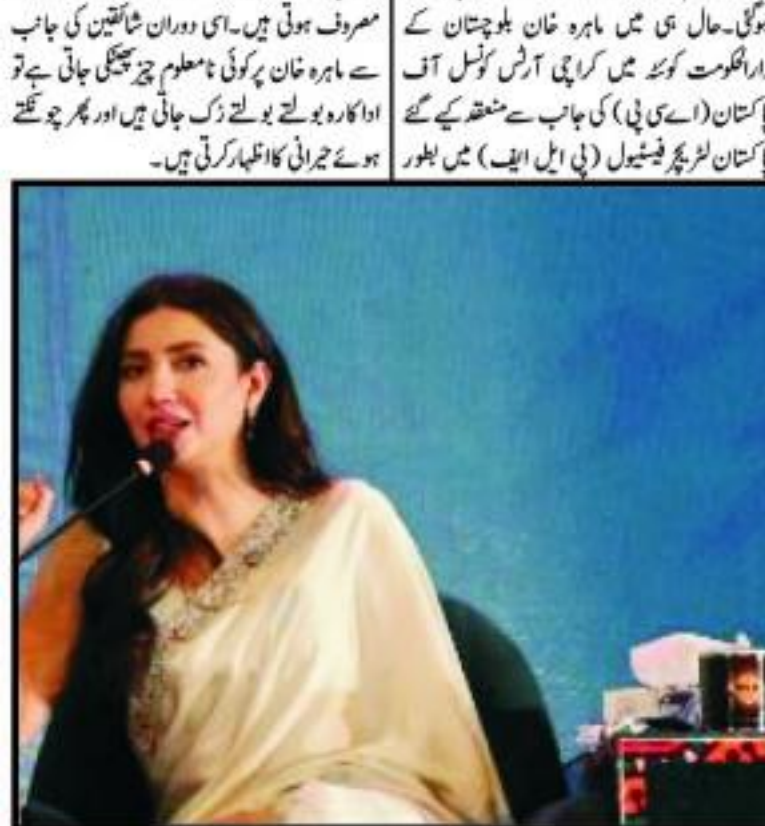 ہوگئی۔حال ہی میں ماہرہ خان بلوچستان کے
دارالحکومت کوئٹہ میں کراچی آرٹس کونسل آف
پاکستان(اے سی پی) کی جانب سے منعقد کیے گئے
پاکستان لٹریچر فیسٹیول (پی ایل ایف) میں بطور
مصروف ہوتی ہیں۔اسی دوران شائقین کی جانب
سے ماہرہ خان پر کوئی نامعلوم چیز پھینکی جاتی ہے تو
اداکارہ بولتے بولتے رُک جاتی ہیں اور پھر چونکتے
ہوئے حیرانی کا اظہار کرتی ہیں۔